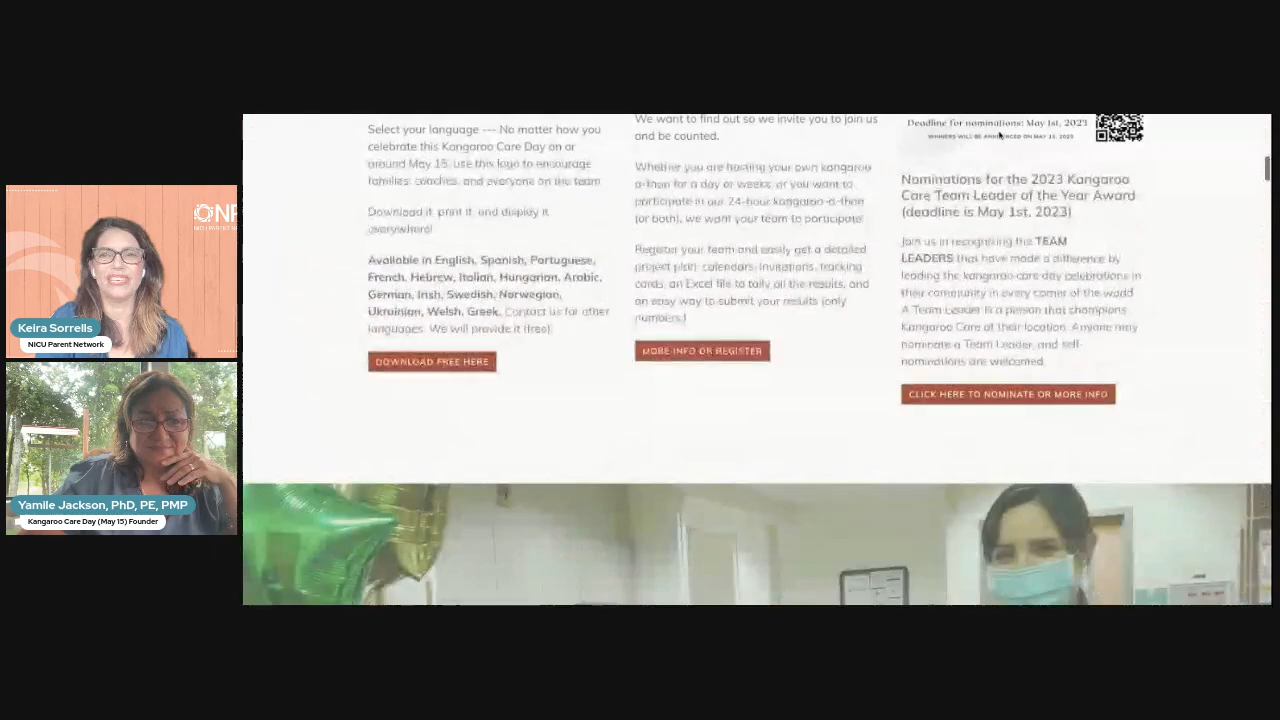 NP
NICU PARENT N
Keira Sorrells
NICU Parent Network
Yamile Jackson, PhD, PE, PMP
Kangaroo Care Day (May 15) Founder
Select your language --- No matter how you
celebrate this Kangaroo Care Day on or
around May 15, use this logo to encourage
families, coaches, and everyone on the team
Download it, print it, and display it
everywhere!
Available in English, Spanish, Portuguese,
French, Hebrew, Italian, Hungarian, Arabic,
German, Irish, Swedish, Norwegian,
Ukrainian, Welsh, Greek. Contact us for other
languages. We will provide it (free).
DOWNLOAD FREE HERE
We want to find out so we invite you to join us
and be counted.
Whether you are hosting your own kangaroo
a-thon for a day or weeks, or you want to
participate in our 24-hour kangaroo-a-thon
(or both), we want your team to participate
Register your team and easily get a detailed
project plan, calendars, invitations, tracking
cards, an Excel file to tally all the results, and
an easy way to submit your results (only
numbers)
MORE INFO OR REGISTER
Deadline for nominations: May 1st, 2023
WINNERS WILL BE ANNOUNCED ON MAY 15, 2023
Nominations for the 2023 Kangaroo
Care Team Leader of the Year Award
(deadline is May 1st, 2023)
Join us in recognizing the TEAM
LEADERS that have made a difference by
leading the kangaroo care day celebrations in
their community in every corner of the world
A Team Leader is a person that champions
Kangaroo Care at their location. Anyone may
nominate a Team Leader, and self-
nominations are welcomed.
CLICK HERE TO NOMINATE OR MORE INFO